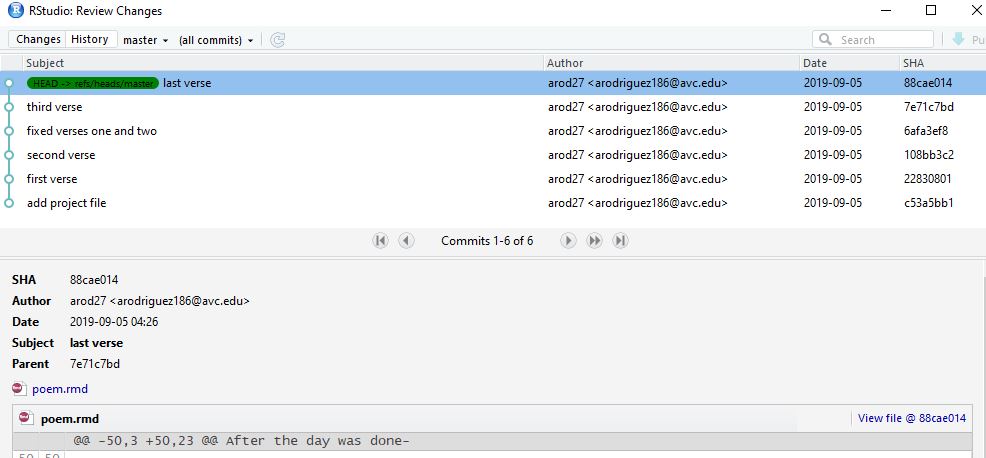 RStudio: Review Changes
Changes History master (all commits) Search
Subject Author Date SHA
HEAD -> refs/heads/master last verse arod27 <arodriguez186@avc.edu> 2019-09-05 88cae014
third verse arod27 <arodriguez186@avc.edu> 2019-09-05 7e71c7bd
fixed verses one and two arod27 <arodriguez186@avc.edu> 2019-09-05 6afa3ef8
second verse arod27 <arodriguez186@avc.edu> 2019-09-05 108bb3c2
first verse arod27 <arodriguez186@avc.edu> 2019-09-05 22830801
add project file arod27 <arodriguez186@avc.edu> 2019-09-05 c53a5bb1
Commits 1-6 of 6
SHA 88cae014
Author arod27 <arodriguez186@avc.edu>
Date 2019-09-05 04:26
Subject last verse
Parent 7e71c7bd
poem.rmd
poem.rmd View file @ 88cae014
@@ -50,3 +50,23 @@ After the day was done-
50 50